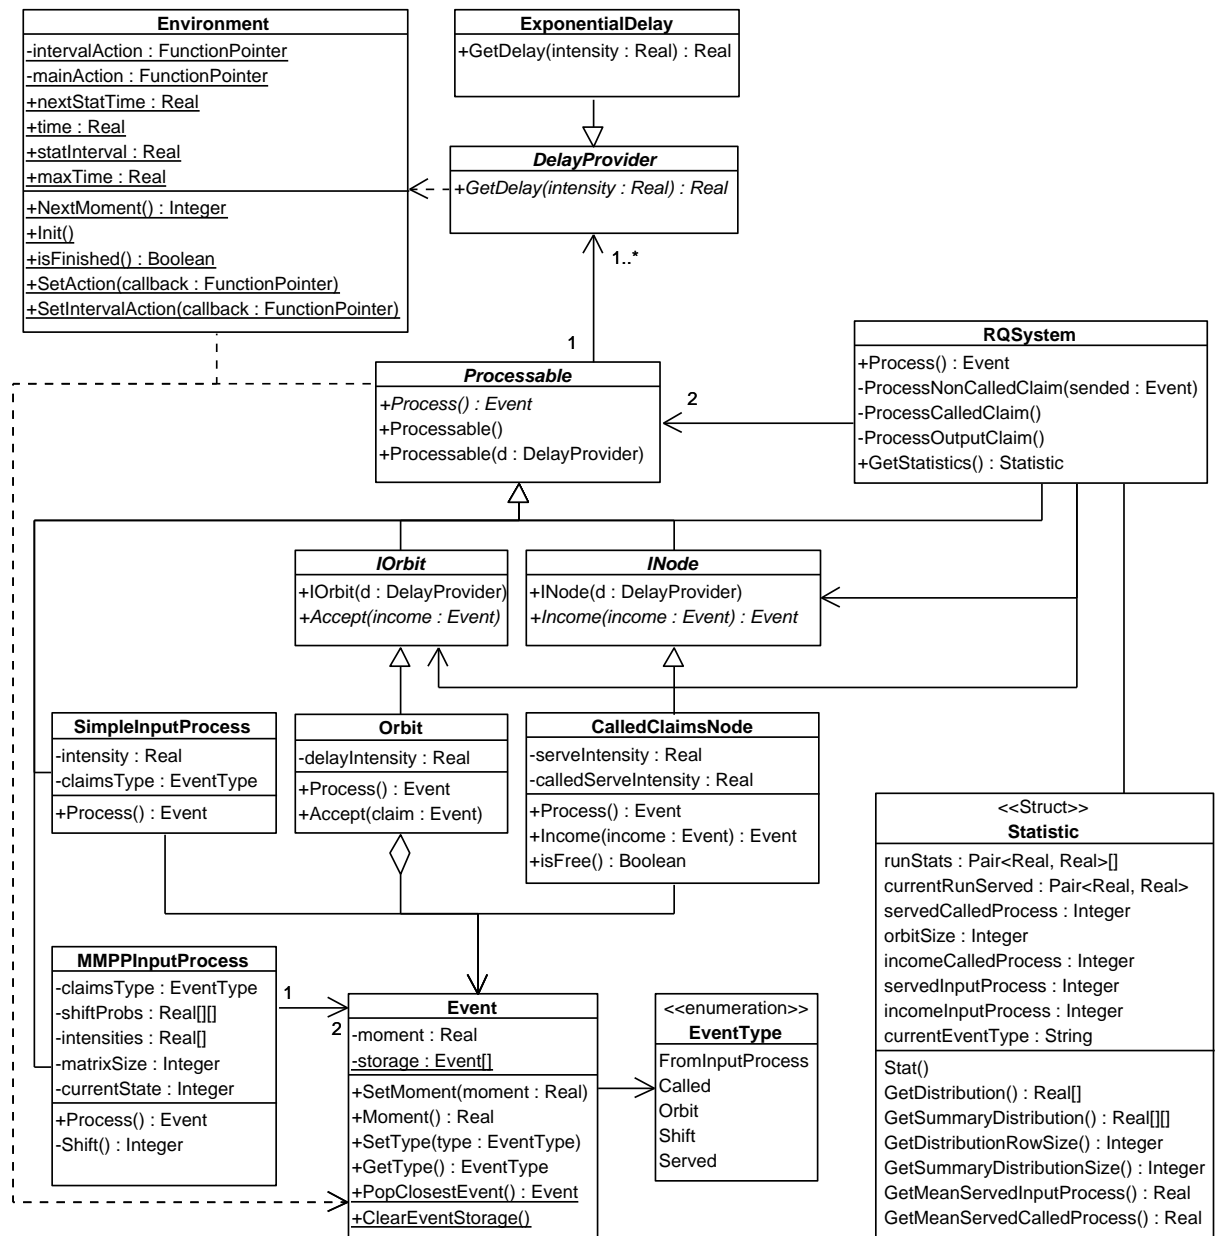 Environment
-intervalAction : FunctionPointer
-mainAction : FunctionPointer
+nextStatTime : Real
+time : Real
+statInterval : Real
+maxTime : Real
+NextMoment() : Integer
+Init()
+isFinished() : Boolean
+SetAction(callback : FunctionPointer)
+SetIntervalAction(callback : FunctionPointer)
ExponentialDelay
+GetDelay(intensity : Real) : Real
DelayProvider
+GetDelay(intensity : Real) : Real
1..*
1
Processable
+Process() : Event
+Processable()
+Processable(d : DelayProvider)
2
RQSystem
+Process() : Event
-ProcessNonCalledClaim(sended : Event)
-ProcessCalledClaim()
-ProcessOutputClaim()
+GetStatistics() : Statistic
IOrbit
+IOrbit(d : DelayProvider)
+Accept(income : Event)
INode
+INode(d : DelayProvider)
+Income(income : Event) : Event
SimpleInputProcess
-intensity : Real
-claimsType : EventType
+Process() : Event
Orbit
-delayIntensity : Real
+Process() : Event
+Accept(claim : Event)
CalledClaimsNode
-serveIntensity : Real
-calledServeIntensity : Real
+Process() : Event
+Income(income : Event) : Event
+isFree() : Boolean
<<Struct>>
Statistic
runStats : Pair<Real, Real>[]
currentRunServed : Pair<Real, Real>
servedCalledProcess : Integer
orbitSize : Integer
incomeCalledProcess : Integer
servedInputProcess : Integer
incomeInputProcess : Integer
currentEventType : String
Stat()
GetDistribution() : Real[]
GetSummaryDistribution() : Real[][]
GetDistributionRowSize() : Integer
GetSummaryDistributionSize() : Integer
GetMeanServedInputProcess() : Real
GetMeanServedCalledProcess() : Real
MMPPInputProcess
-claimsType : EventType
-shiftProbs : Real[][]
-intensities : Real[]
-matrixSize : Integer
-currentState : Integer
+Process() : Event
-Shift() : Integer
1
2
Event
-moment : Real
-storage : Event[]
+SetMoment(moment : Real)
+Moment() : Real
+SetType(type : EventType)
+GetType() : EventType
+PopClosestEvent() : Event
+ClearEventStorage()
<<enumeration>>
EventType
FromInputProcess
Called
Orbit
Shift
Served